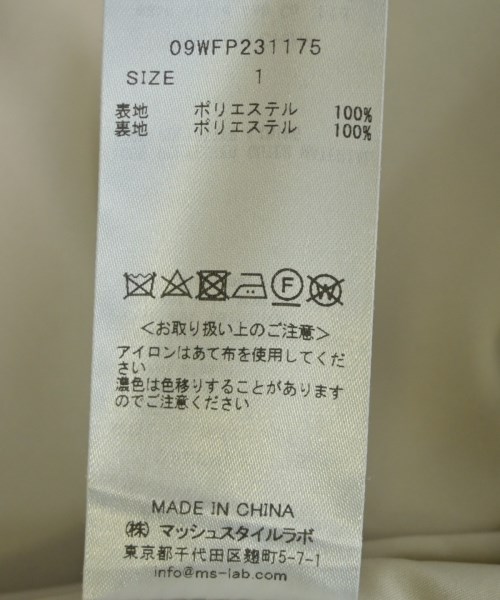 09WFP231175
SIZE 1
表地 ポリエステル 100%
裏地 ポリエステル 100%
F W
＜お取り扱い上のご注意＞
アイロンはあて布を使用してくだ
さい
濃色は色移りすることがあります
のでご注意ください
MADE IN CHINA
(株) マッシュスタイルラボ
東京都千代田区麹町5-7-1
info@ms-lab.com